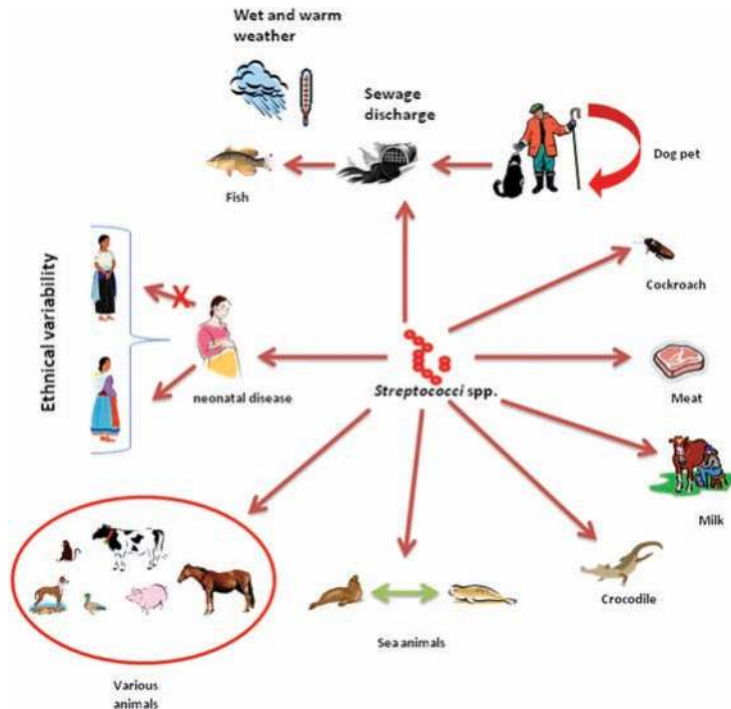 Wet and warm
weather
Sewage
discharge
Dog pet
Fish
Ethnical variability
Cockroach
neonatal disease
Streptococci spp.
Meat
Milk
Crocodile
Sea animals
Various
animals